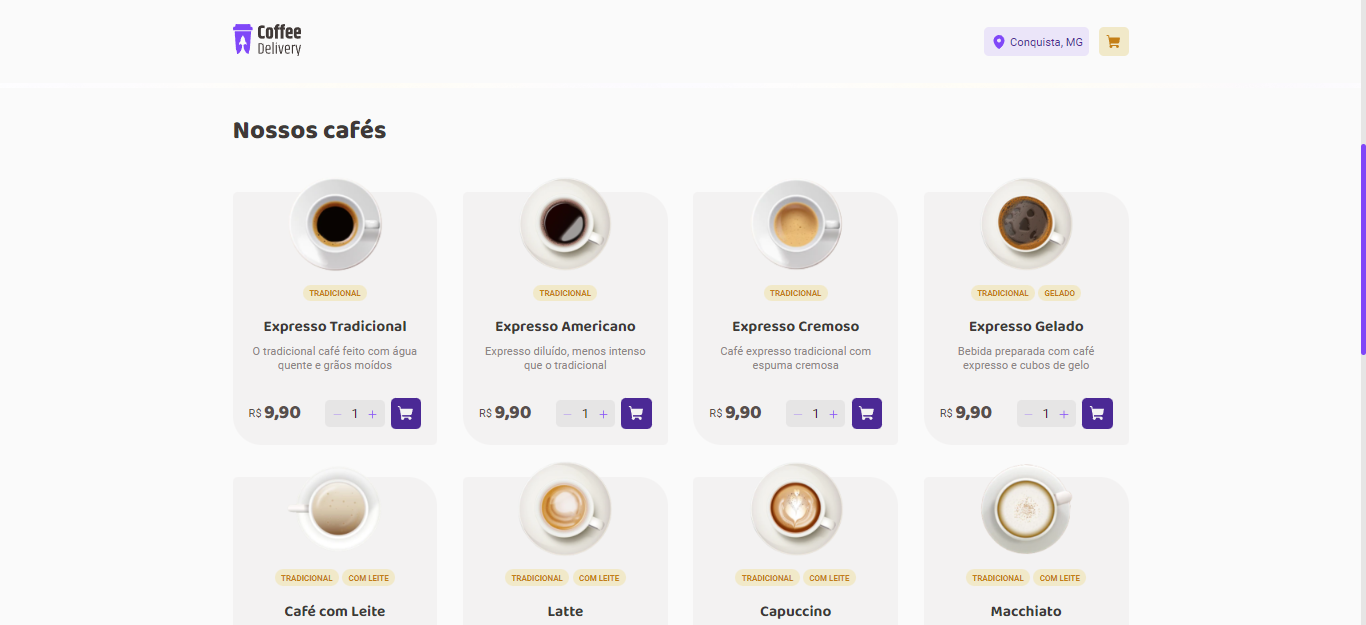 Coffee
Delivery
Conquista, MG
Nossos cafés
TRADICIONAL
TRADICIONAL
TRADICIONAL
TRADICIONAL GELADO
Expresso Tradicional
Expresso Americano
Expresso Cremoso
Expresso Gelado
O tradicional café feito com água
quente e grãos moídos
Expresso diluído, menos intenso
que o tradicional
Café expresso tradicional com
espuma cremosa
Bebida preparada com café
expresso e cubos de gelo
R$ 9,90 − 1 +
R$ 9,90 − 1 +
R$ 9,90 − 1 +
R$ 9,90 − 1 +
TRADICIONAL COM LEITE
TRADICIONAL COM LEITE
TRADICIONAL COM LEITE
TRADICIONAL COM LEITE
Café com Leite
Latte
Capuccino
Macchiato